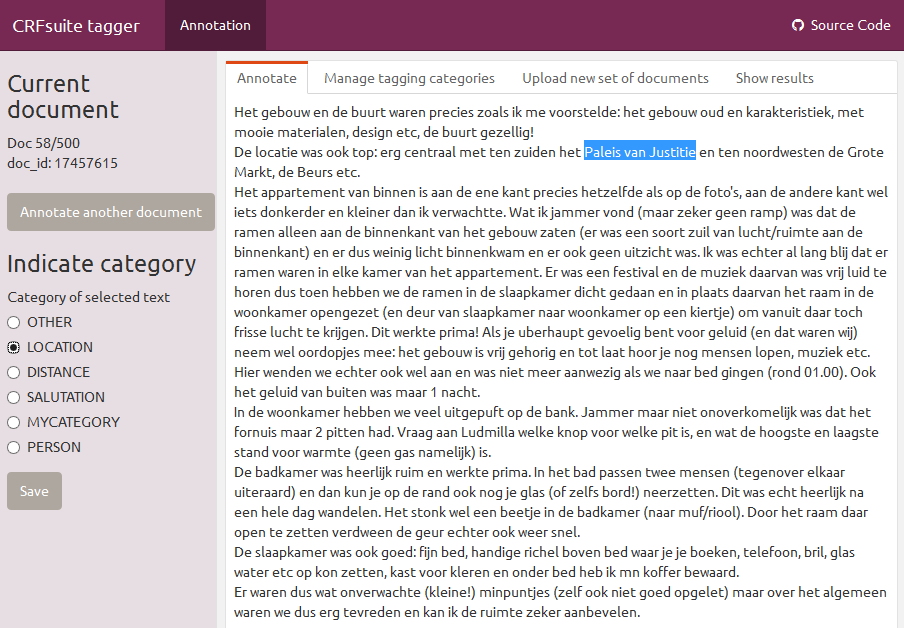 CRFsuite tagger
Annotation
Source Code
Current
document
Doc 58/500
doc_id: 17457615
Annotate another document
Indicate category
Category of selected text
OTHER
LOCATION
DISTANCE
SALUTATION
MYCATEGORY
PERSON
Save
Annotate
Manage tagging categories
Upload new set of documents
Show results
Het gebouw en de buurt waren precies zoals ik me voorstelde: het gebouw oud en karakteristiek, met
mooie materialen, design etc, de buurt gezellig!
De locatie was ook top: erg centraal met ten zuiden het Paleis van Justitie en ten noordwesten de Grote
Markt, de Beurs etc.
Het appartement van binnen is aan de ene kant precies hetzelfde als op de foto's, aan de andere kant wel
iets donkerder en kleiner dan ik verwachtte. Wat ik jammer vond (maar zeker geen ramp) was dat de
ramen alleen aan de binnenkant van het gebouw zaten (er was een soort zuil van lucht/ruimte aan de
binnenkant) en er dus weinig licht binnenkwam en er ook geen uitzicht was. Ik was echter al lang blij dat er
ramen waren in elke kamer van het appartement. Er was een festival en de muziek daarvan was vrij luid te
horen dus toen hebben we de ramen in de slaapkamer dicht gedaan en in plaats daarvan het raam in de
woonkamer opengezet (en deur van slaapkamer naar woonkamer op een kiertje) om vanuit daar toch
frisse lucht te krijgen. Dit werkte prima! Als je uberhaupt gevoelig bent voor geluid (en dat waren wij)
neem wel oordopjes mee: het gebouw is vrij gehorig en tot laat hoor je nog mensen lopen, muziek etc.
Hier wenden we echter ook wel aan en was niet meer aanwezig als we naar bed gingen (rond 01.00). Ook
het geluid van buiten was maar 1 nacht.
In de woonkamer hebben we veel uitgepuft op de bank. Jammer maar niet onoverkomelijk was dat het
fornuis maar 2 pitten had. Vraag aan Ludmilla welke knop voor welke pit is, en wat de hoogste en laagste
stand voor warmte (geen gas namelijk) is.
De badkamer was heerlijk ruim en werkte prima. In het bad passen twee mensen (tegenover elkaar
uiteraard) en dan kun je op de rand ook nog je glas (of zelfs bord!) neerzetten. Dit was echt heerlijk na
een hele dag wandelen. Het stonk wel een beetje in de badkamer (naar muf/riool). Door het raam daar
open te zetten verdween de geur echter ook weer snel.
De slaapkamer was ook goed: fijn bed, handige richel boven bed waar je je boeken, telefoon, bril, glas
water etc op kon zetten, kast voor kleren en onder bed heb ik mn koffer bewaard.
Er waren dus wat onverwachte (kleine!) minpuntjes (zelf ook niet goed opgelet) maar over het algemeen
waren we dus erg tevreden en kan ik de ruimte zeker aanbevelen.